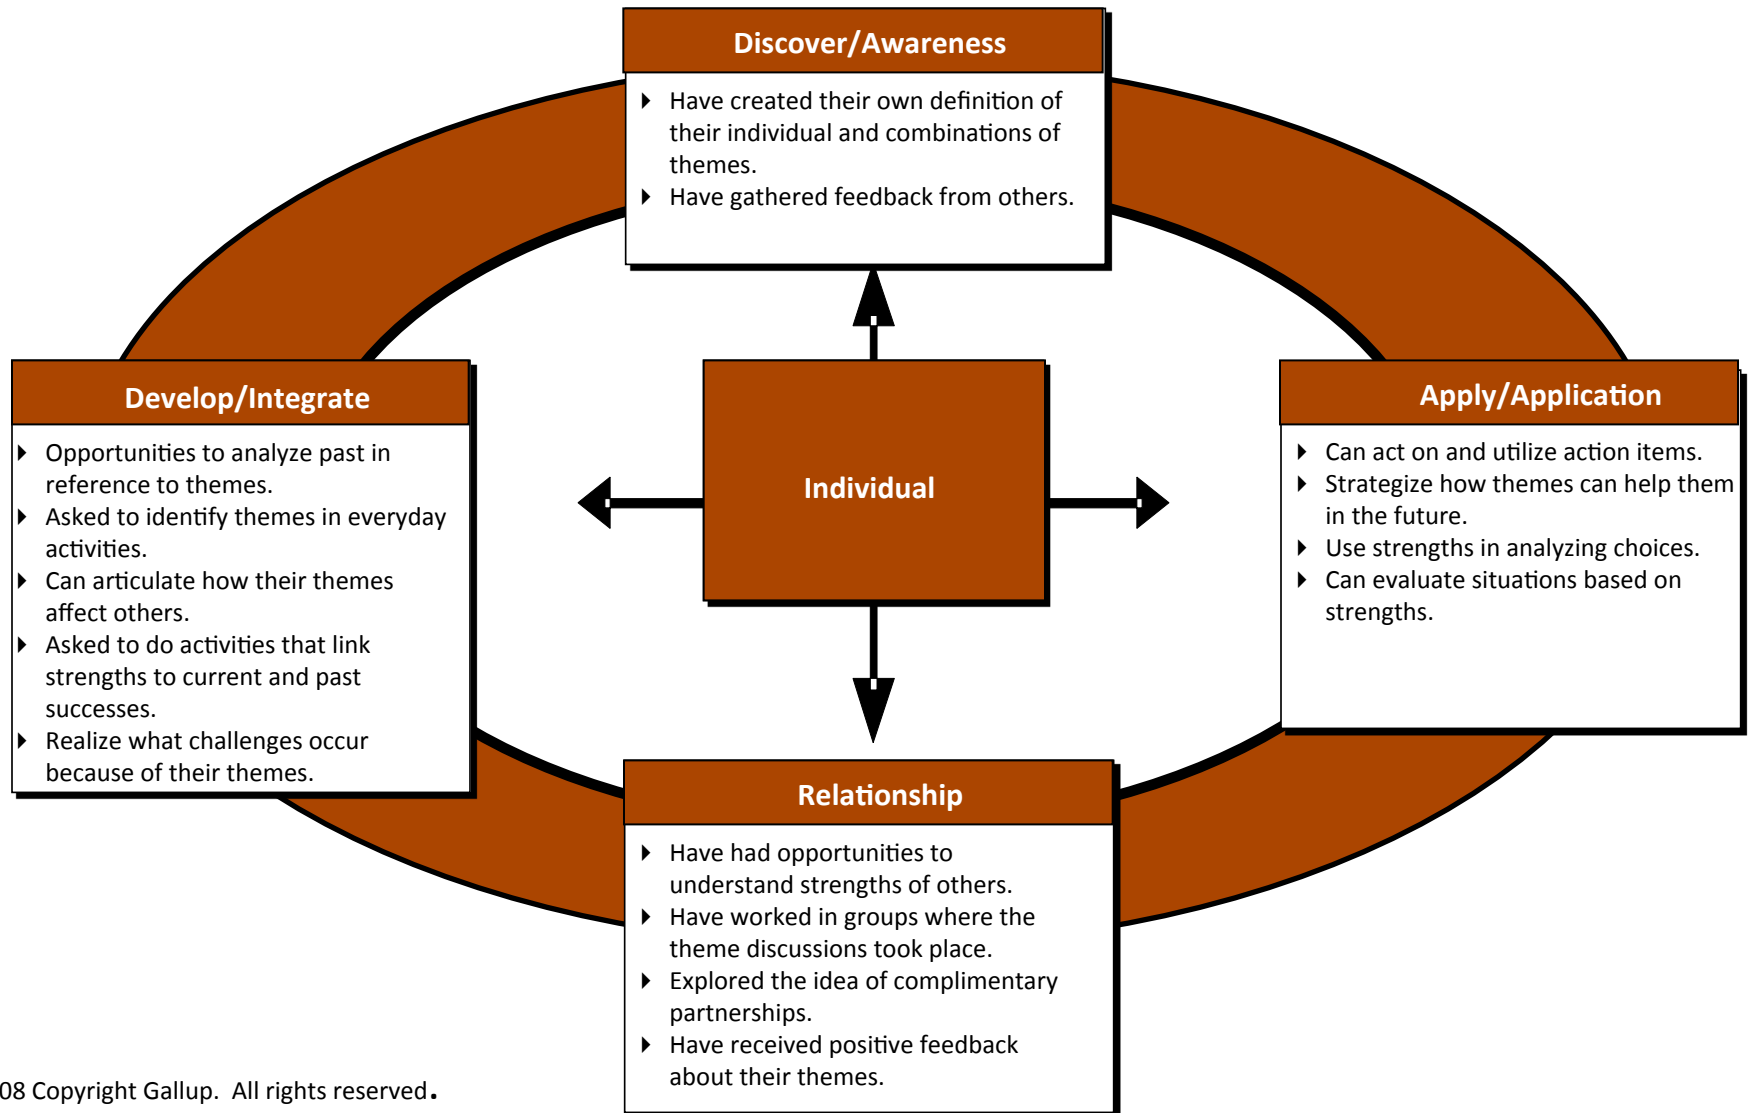 Discover/Awareness
Have created their own definition of
their individual and combinations of
themes.
Have gathered feedback from others.
Develop/Integrate
Opportunities to analyze past in
reference to themes.
Asked to identify themes in everyday
activities.
Can articulate how their themes
affect others.
Asked to do activities that link
strengths to current and past
successes.
Realize what challenges occur
because of their themes.
Individual
Apply/Application
Can act on and utilize action items.
Strategize how themes can help them
in the future.
Use strengths in analyzing choices.
Can evaluate situations based on
strengths.
Relationship
Have had opportunities to
understand strengths of others.
Have worked in groups where the
theme discussions took place.
Explored the idea of complimentary
partnerships.
Have received positive feedback
about their themes.
08 Copyright Gallup.  All rights reserved.